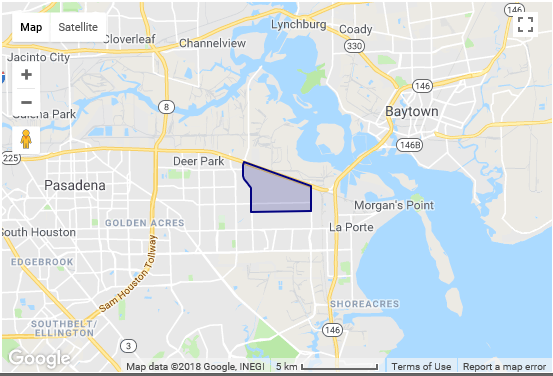 Map
Satellite
Lynchburg
Coady
146
Cloverleaf
Channelview
330
Jacinto City
146
8
Baytown
Galena Park
146B
225
Deer Park
Pasadena
Morgan's Point
GOLDEN ACRES
La Porte
South Houston
EDGEBROOK
Sam Houston Tollway
SHOREACRES
SOUTHBELT/
ELLINGTON
146
3
Google
Map data ©2018 Google, INEGI
5 km
Terms of Use
Report a map error